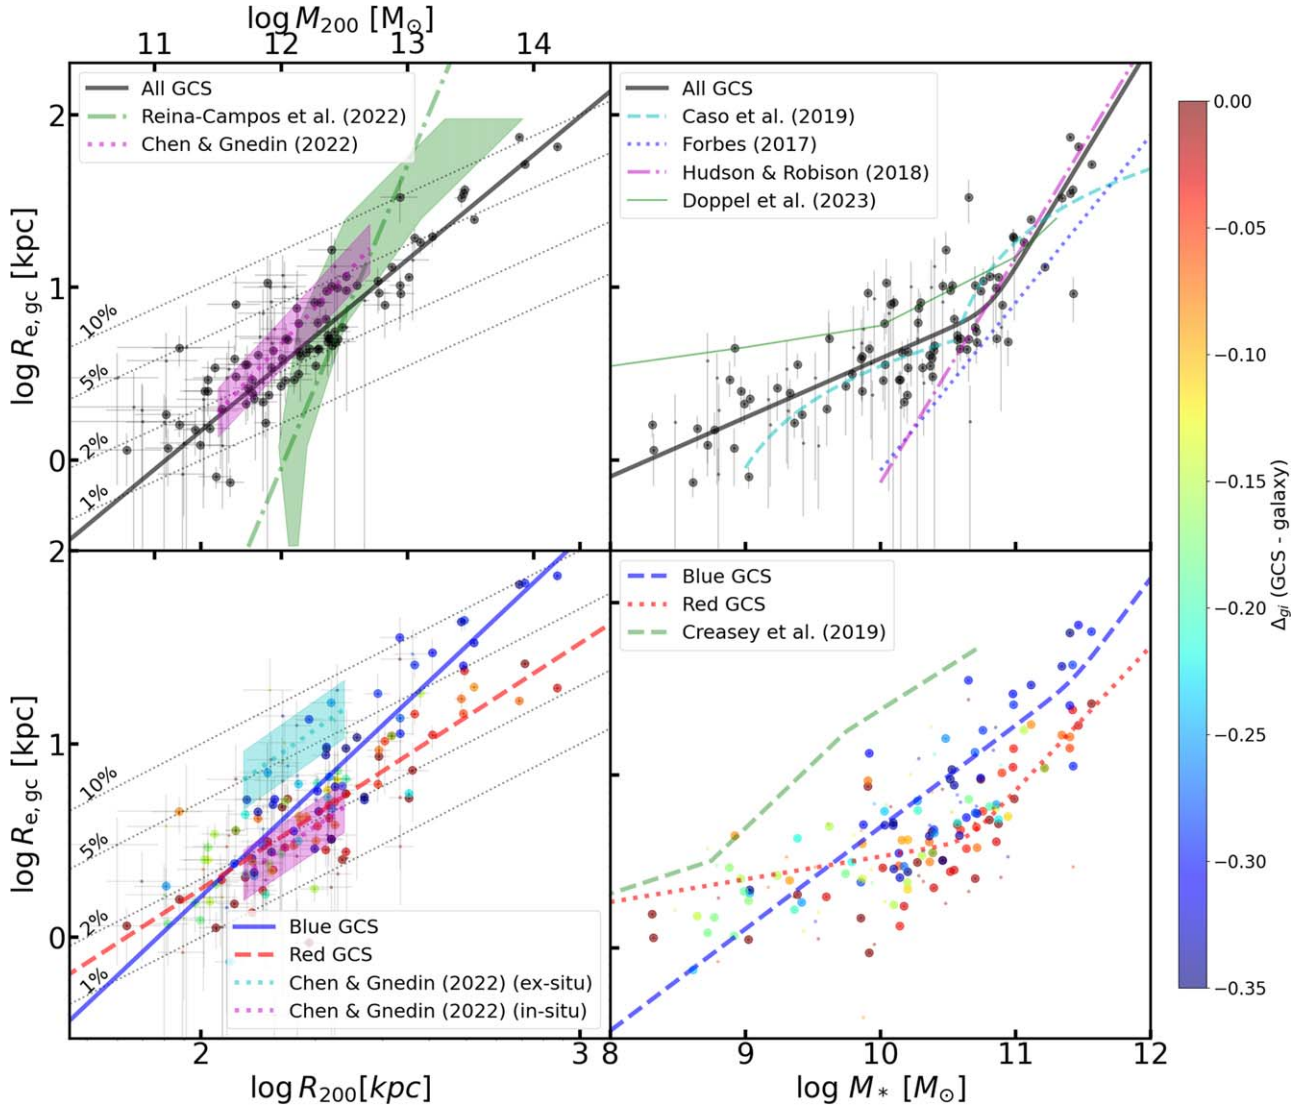 log M200 [M⊙]
11 12 13 14
All GCS
Reina-Campos et al. (2022)
Chen & Gnedin (2022)
All GCS
Caso et al. (2019)
Forbes (2017)
Hudson & Robison (2018)
Doppel et al. (2023)
log Re, gc [kpc]
2
1
0
10%
5%
2%
1%
2
Blue GCS
Red GCS
Creasey et al. (2019)
log Re, gc [kpc]
1
0
10%
5%
2%
1%
Blue GCS
Red GCS
Chen & Gnedin (2022) (ex-situ)
Chen & Gnedin (2022) (in-situ)
2 3
log R200[kpc]
8 9 10 11 12
log M* [M⊙]
0.00
−0.05
−0.10
−0.15
−0.20
−0.25
−0.30
−0.35
Δgi (GCS - galaxy)